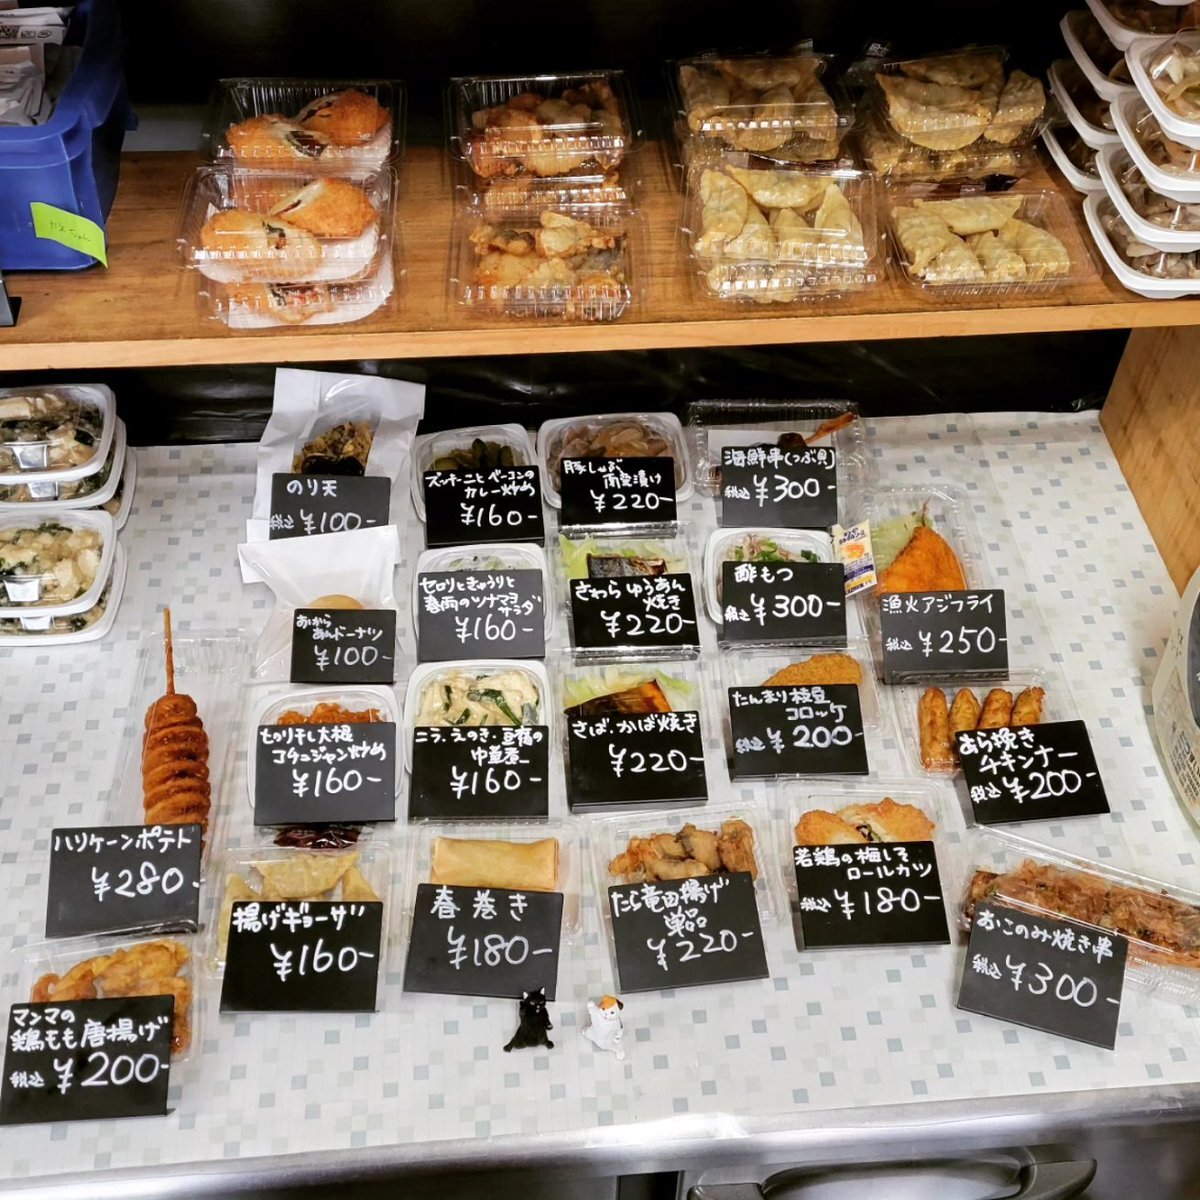 のり天
税込 ¥100-
ズッキーニとベーコンの
カレー炒め
¥160-
豚しゃぶ
南蛮漬け
¥220-
海鮮串(つぶ貝)
税込 ¥300-
おから
あんドーナツ
¥100-
セロリときゅうりと
春雨のツナマヨ
サラダ
¥160-
さわら ゆうあん
焼き
¥220-
酢もつ
税込 ¥300-
漁火アジフライ
税込 ¥250-
セロリ干し大根
コチュジャン炒め
¥160-
ニラ・えのき・豆腐の
中華煮
¥160-
さば・かば焼き
¥220-
たんまり枝豆
コロッケ
税込 ¥200-
あら挽き
チキンナー
税込 ¥200-
ハリケーンポテト
¥280-
揚げギョーザ
¥160-
春巻き
¥180-
たら竜田揚げ
単品
¥220-
若鶏の梅しそ
ロールカツ
税込 ¥180-
おこのみ焼き串
税込 ¥300-
マンマの
鶏もも唐揚げ
税込 ¥200-